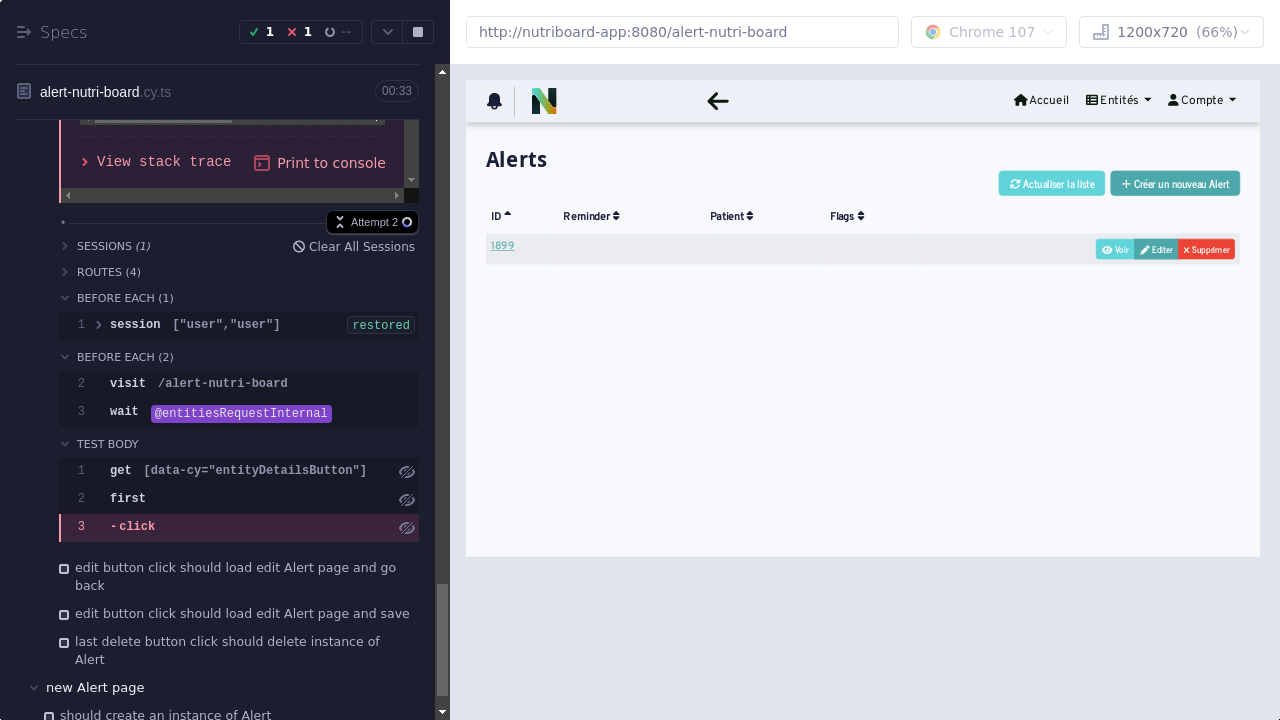 Specs
1
1
--
alert-nutri-board.cy.ts
00:33
View stack trace
Print to console
Attempt 2
SESSIONS (1)
Clear All Sessions
ROUTES (4)
BEFORE EACH (1)
1 session ["user","user"] restored
BEFORE EACH (2)
2 visit /alert-nutri-board
3 wait @entitiesRequestInternal
TEST BODY
1 get [data-cy="entityDetailsButton"]
2 first
3 -click
edit button click should load edit Alert page and go
back
edit button click should load edit Alert page and save
last delete button click should delete instance of
Alert
new Alert page
should create an instance of Alert
http://nutriboard-app:8080/alert-nutri-board
Chrome 107
1200x720 (66%)
Accueil
Entités
Compte
Alerts
Actualiser la liste
Créer un nouveau Alert
ID
Reminder
Patient
Flags
1899
Voir
Editer
Supprimer